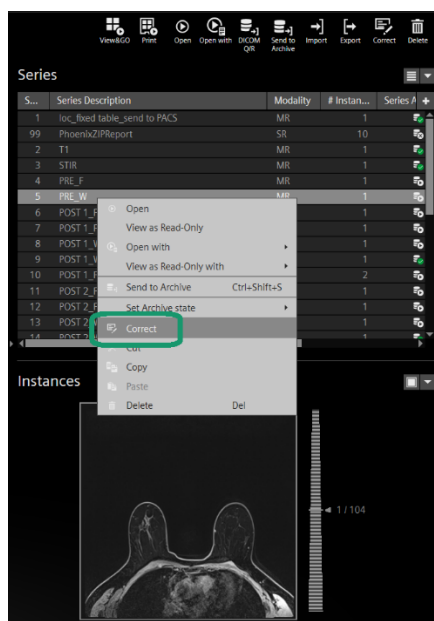 View&GO Print Open Open with DICOM Q/R Send to Archive Import Export Correct Delete
Series
S... Series Description Modality # Instan... Series A
1 loc_fixed table_send to PACS MR 1
99 PhoenixZIPReport SR 10
2 T1 MR 1
3 STIR MR 1
4 PRE_F MR 1
5 PRE_W MR 1
6 POST 1_F 1
7 POST 1_F 1
8 POST 1_W 1
9 POST 1_W 1
10 POST 1_F 2
11 POST 2_F 1
12 POST 2_F 1
13 POST 2_W 1
14 POST 2 1
Open
View as Read-Only
Open with
View as Read-Only with
Send to Archive Ctrl+Shift+S
Set Archive state
Correct
Cut
Copy
Paste
Delete Del
Instances
1 / 104